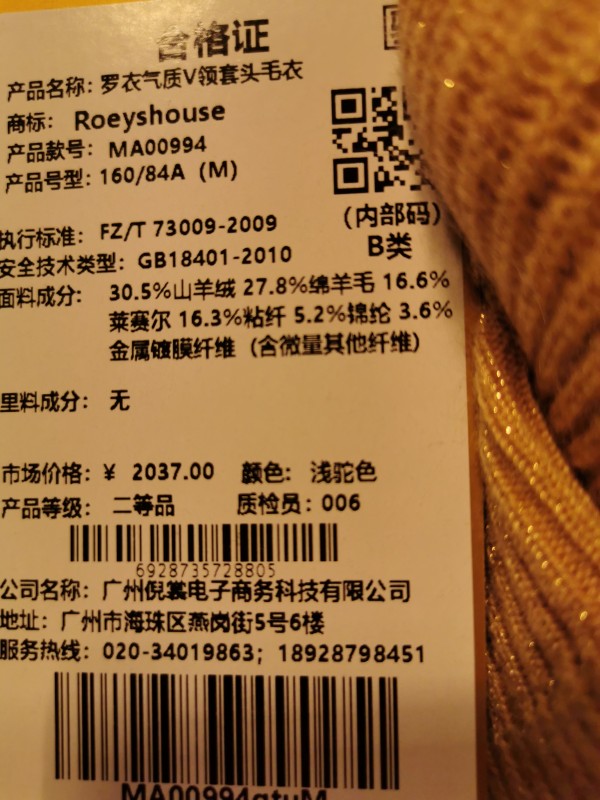 合格证
产品名称: 罗衣气质V领套头毛衣
商标: Roeyshouse
产品款号: MA00994
产品号型: 160/84A (M)
(内部码)
执行标准: FZ/T 73009-2009
B类
安全技术类型: GB18401-2010
面料成分: 30.5%山羊绒 27.8%绵羊毛 16.6%
莱赛尔 16.3%粘纤 5.2%锦纶 3.6%
金属镀膜纤维 (含微量其他纤维)
里料成分: 无
市场价格: ¥ 2037.00 颜色: 浅驼色
产品等级: 二等品 质检员: 006
6928735728805
公司名称: 广州倪裳电子商务科技有限公司
地址: 广州市海珠区燕岗街5号6楼
服务热线: 020-34019863; 18928798451
MA00994qtuM